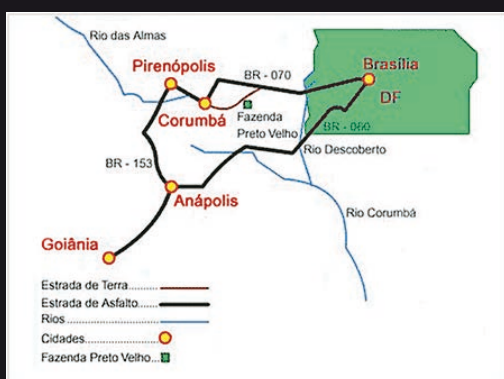 Rio das Almas
Pirenópolis
BR - 070
Brasília
DF
Corumbá
Fazenda
Preto Velho
BR - 060
Rio Descoberto
BR - 153
Anápolis
Rio Corumbá
Goiânia
Estrada de Terra..........
Estrada de Asfalto......
Rios...........................
Cidades......................
Fazenda Preto Velho..